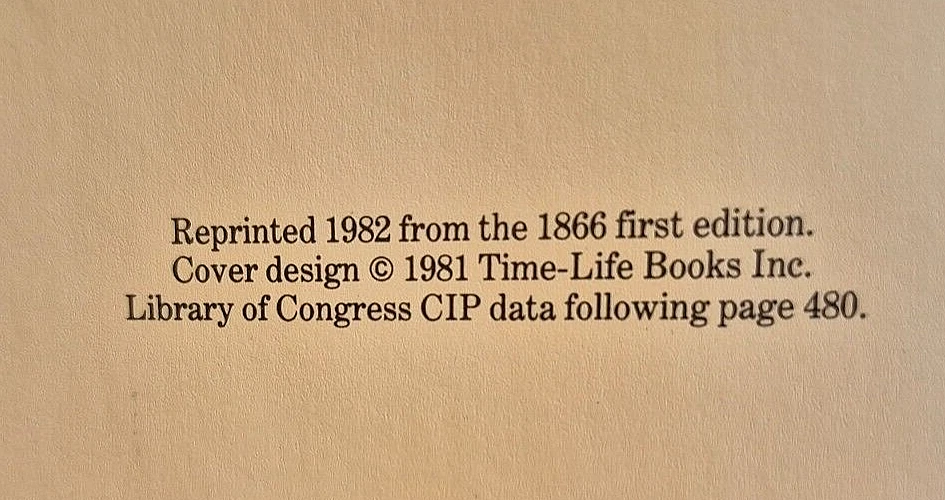 Reprinted 1982 from the 1866 first edition.
Cover design © 1981 Time-Life Books Inc.
Library of Congress CIP data following page 480.